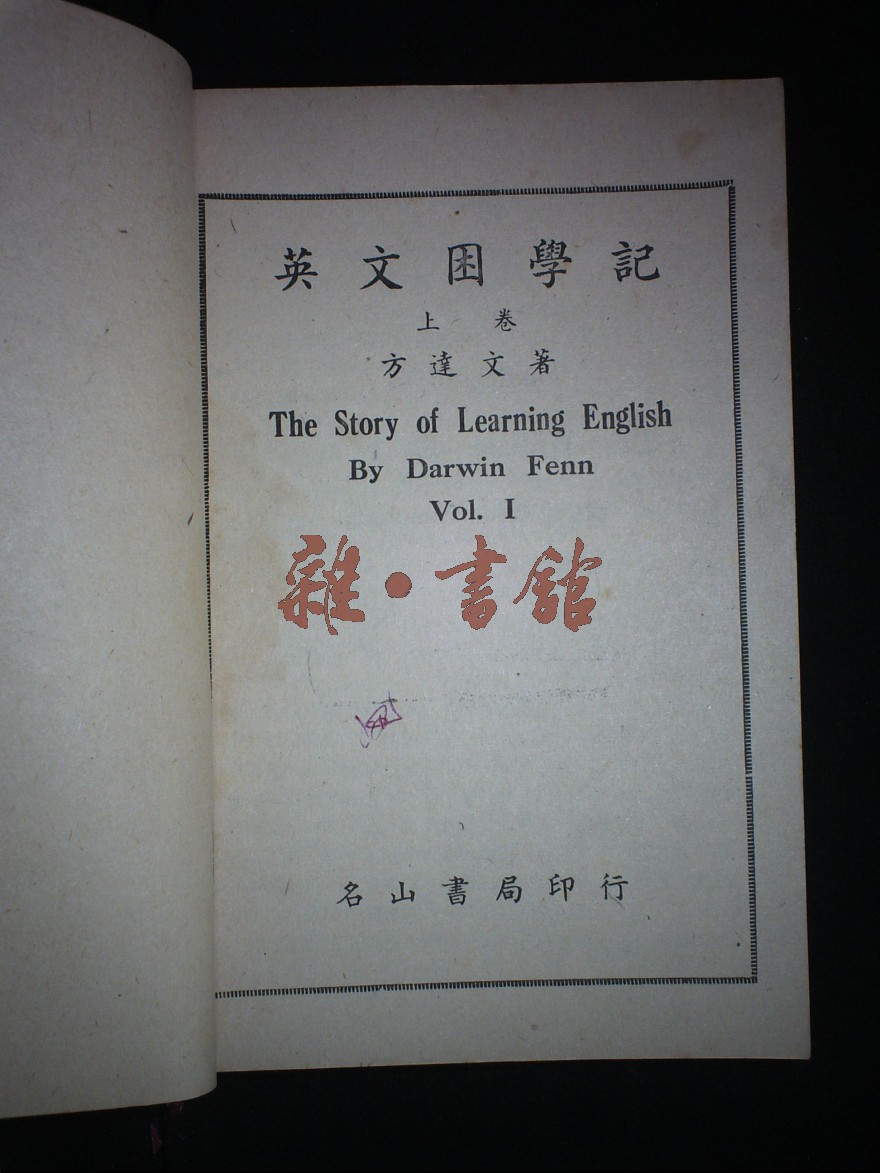 英文困學記
上卷
方達文著
The Story of Learning English
By Darwin Fenn
Vol. I
雜·書館
名山書局印行